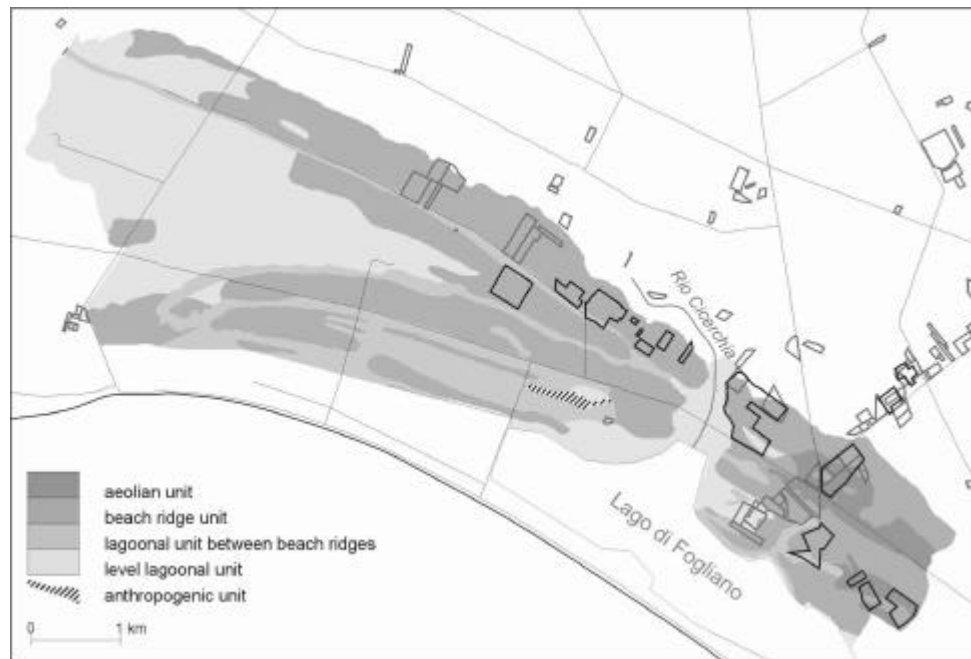 Rio Cicerchia
Lago di Fogliano
aeolian unit
beach ridge unit
lagoonal unit between beach ridges
level lagoonal unit
anthropogenic unit
0 1 km